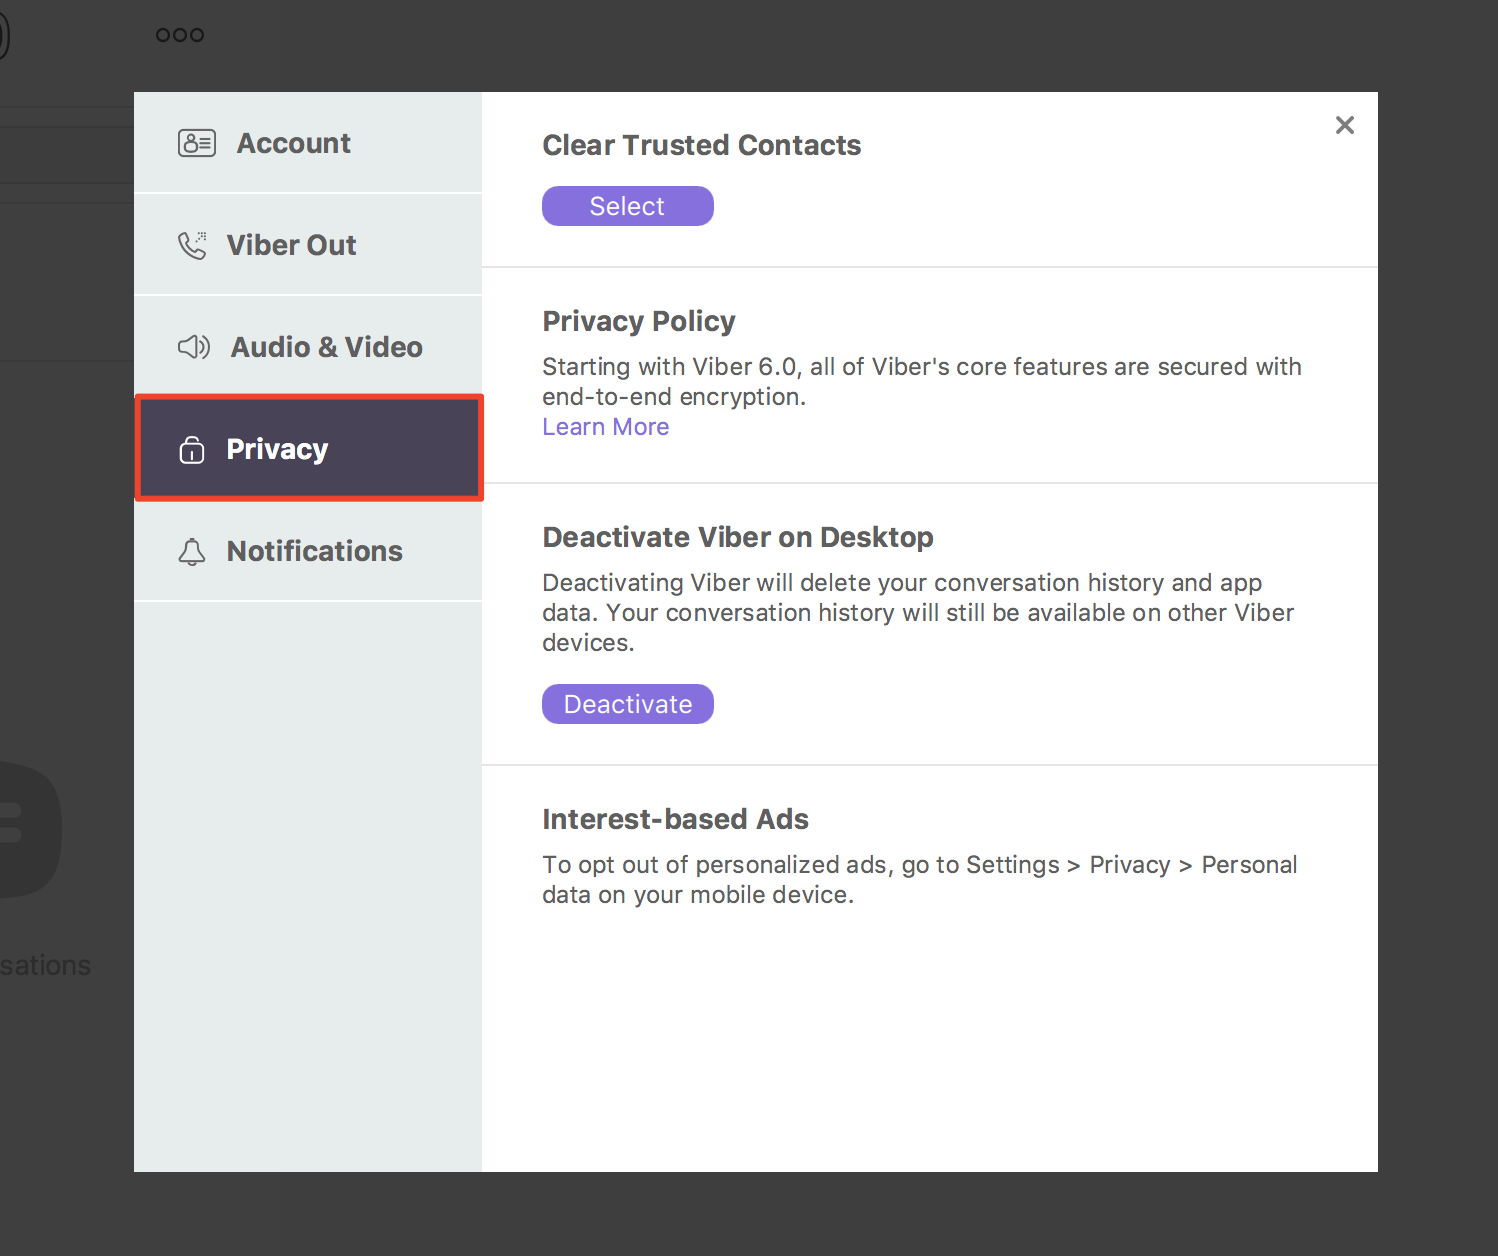 Account
Viber Out
Audio & Video
Privacy
Notifications
Clear Trusted Contacts
Select
Privacy Policy
Starting with Viber 6.0, all of Viber's core features are secured with
end-to-end encryption.
Learn More
Deactivate Viber on Desktop
Deactivating Viber will delete your conversation history and app
data. Your conversation history will still be available on other Viber
devices.
Deactivate
Interest-based Ads
To opt out of personalized ads, go to Settings > Privacy > Personal
data on your mobile device.
sations